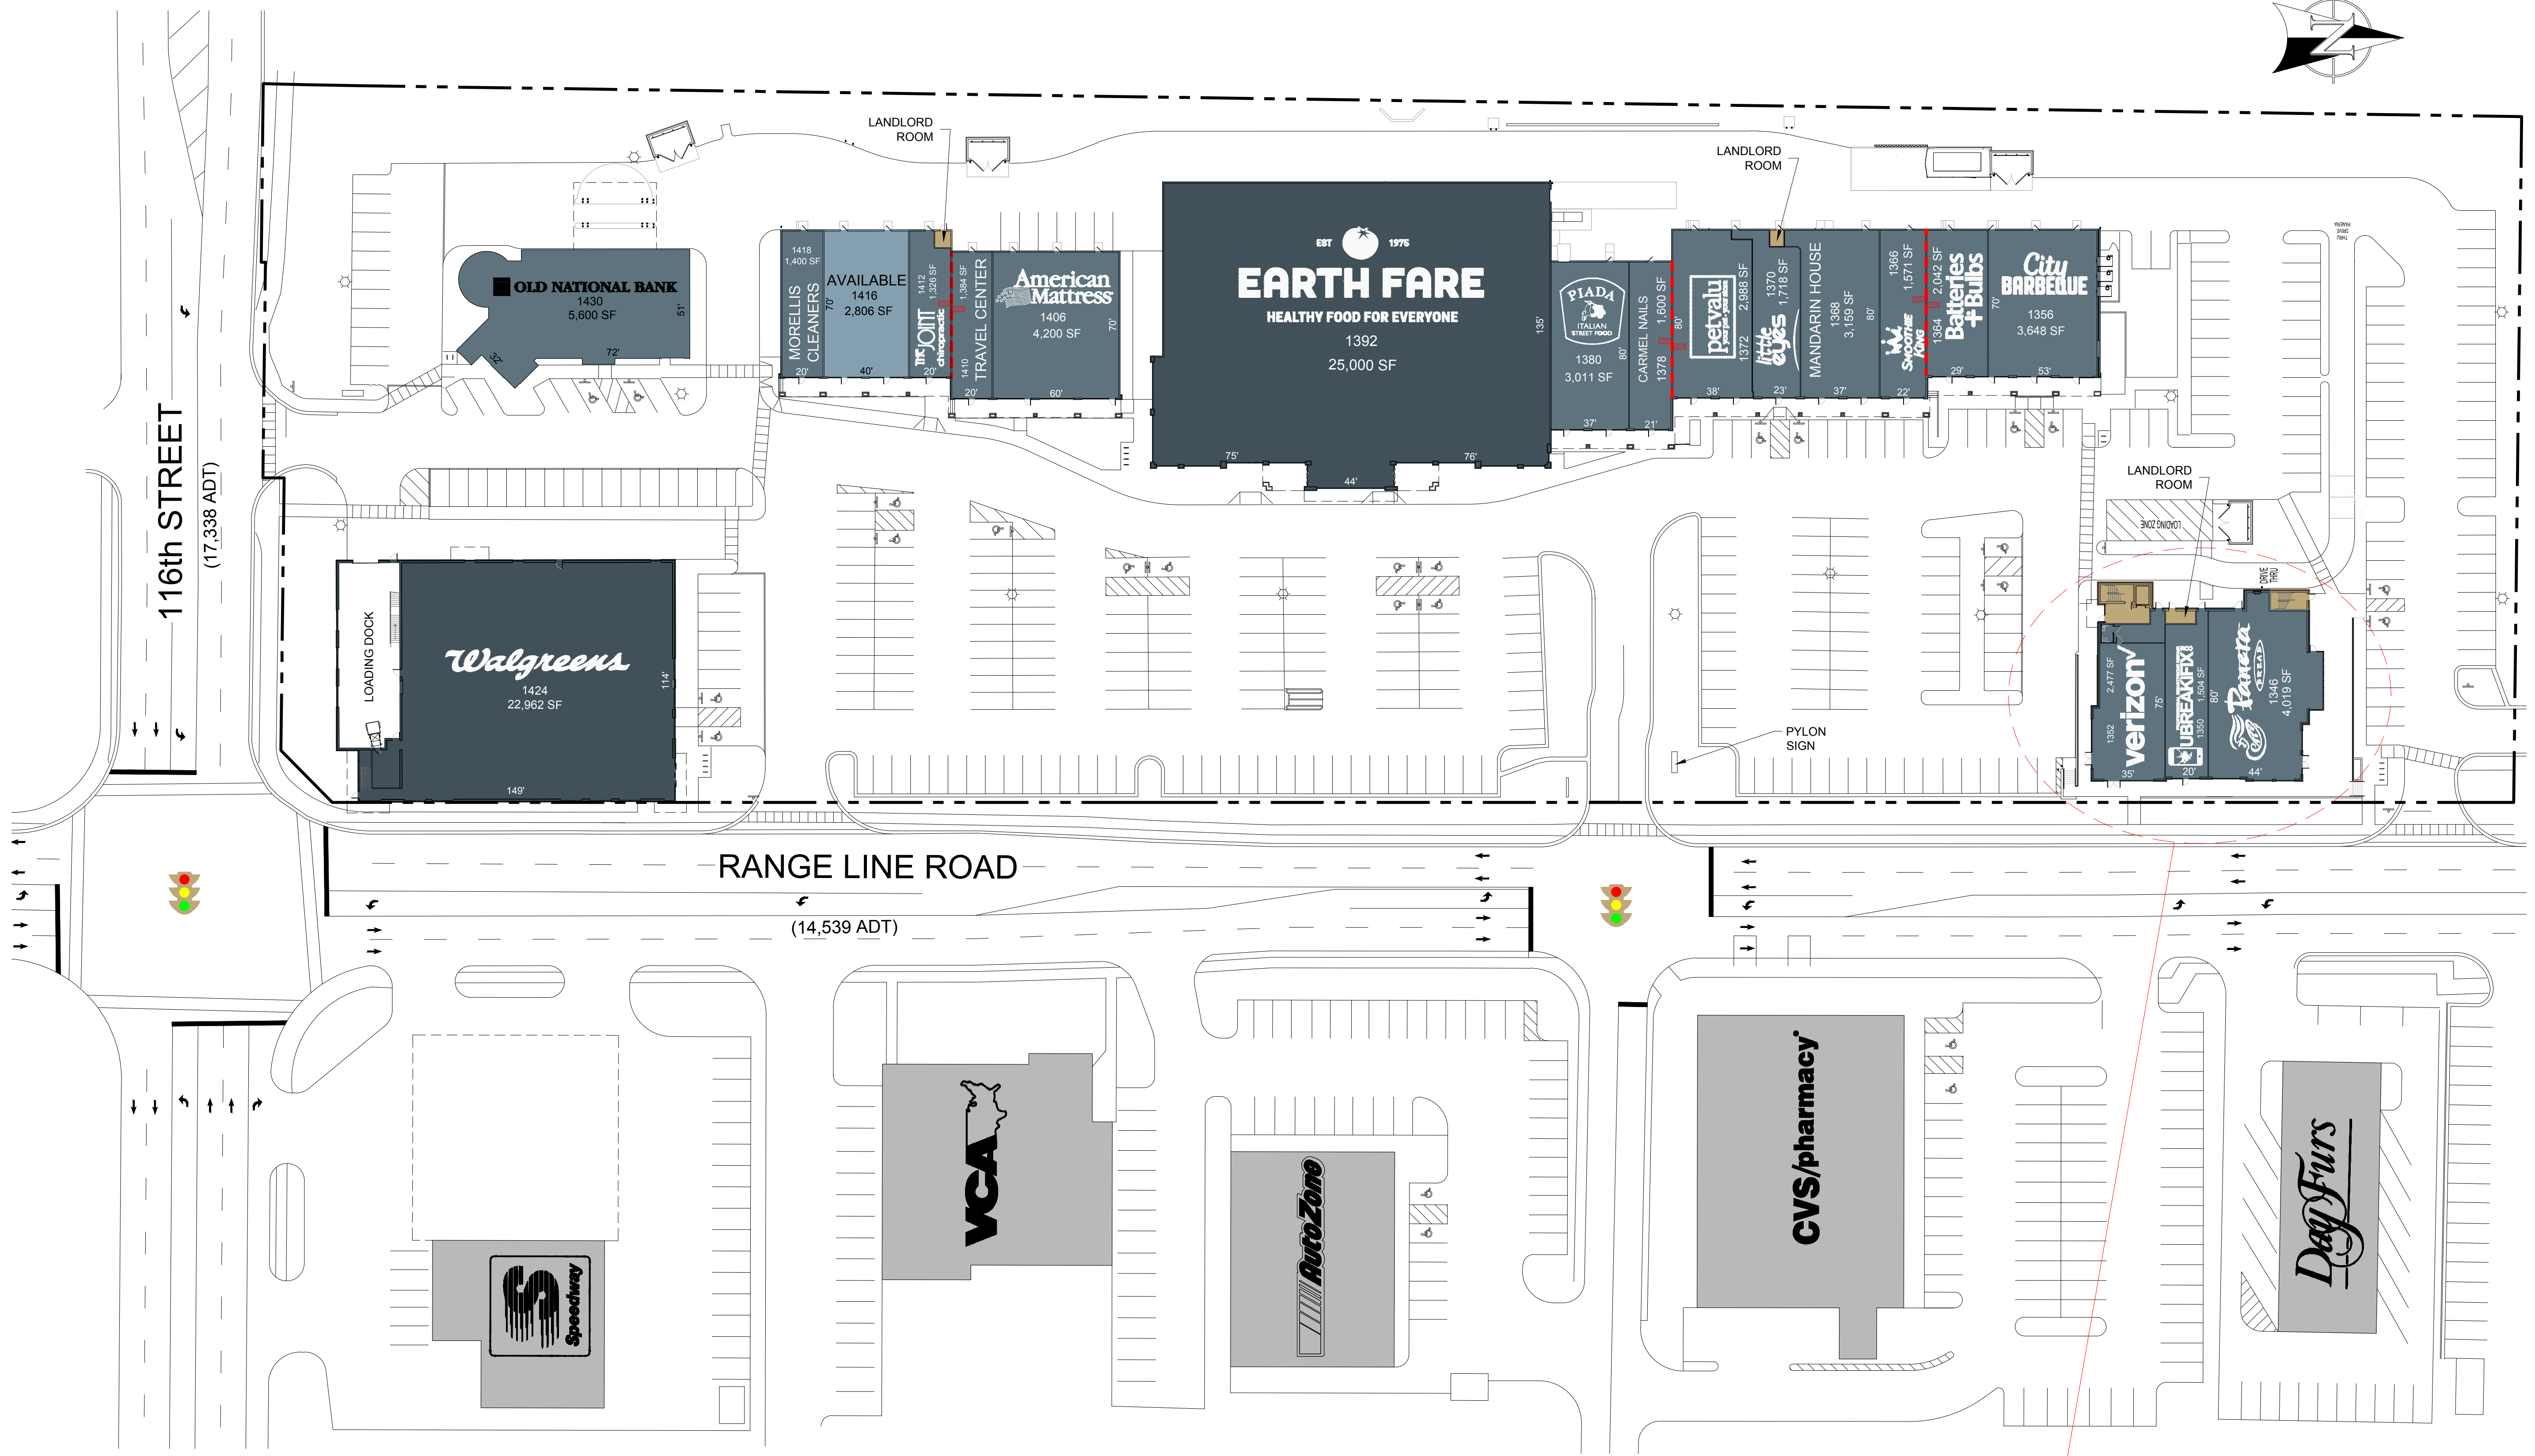 N
LANDLORD
ROOM
LANDLORD
ROOM
THRU
DRIVE
PANERA
OLD NATIONAL BANK
1430
5,600 SF
51'
32'
72'
1418
1,400 SF
MORELLIS
CLEANERS
20'
70'
AVAILABLE
1416
2,806 SF
40'
1412
1,326 SF
THE JOINT
chiropractic
20'
1,384 SF
TRAVEL CENTER
1410
20'
American
Mattress
1406
4,200 SF
70'
60'
EST 1975
EARTH FARE
HEALTHY FOOD FOR EVERYONE
1392
25,000 SF
135'
75'
44'
76'
PIADA
ITALIAN
STREET FOOD
1380
3,011 SF
80'
37'
1,600 SF
CARMEL NAILS
1378
21'
80'
petvalu
your pet · your store
1372
2,988 SF
38'
1370
1,718 SF
little
eyes
23'
MANDARIN HOUSE
1368
3,159 SF
80'
37'
1366
1,571 SF
SMOOTHIE
KING
22'
2,042 SF
1364
Batteries
+ Bulbs
29'
70'
City
BARBEQUE
1356
3,648 SF
53'
116th STREET
(17,338 ADT)
LOADING DOCK
Walgreens
1424
22,962 SF
114'
149'
PYLON
SIGN
LANDLORD
ROOM
LOADING ZONE
DRIVE
THRU
2,477 SF
1352
verizon
75'
35'
UBREAKIFIX
1,504 SF
1350
80'
20'
Panera
BREAD
1346
4,019 SF
44'
RANGE LINE ROAD
(14,539 ADT)
Speedway
VCA
AutoZone
CVS/pharmacy
Day Furs